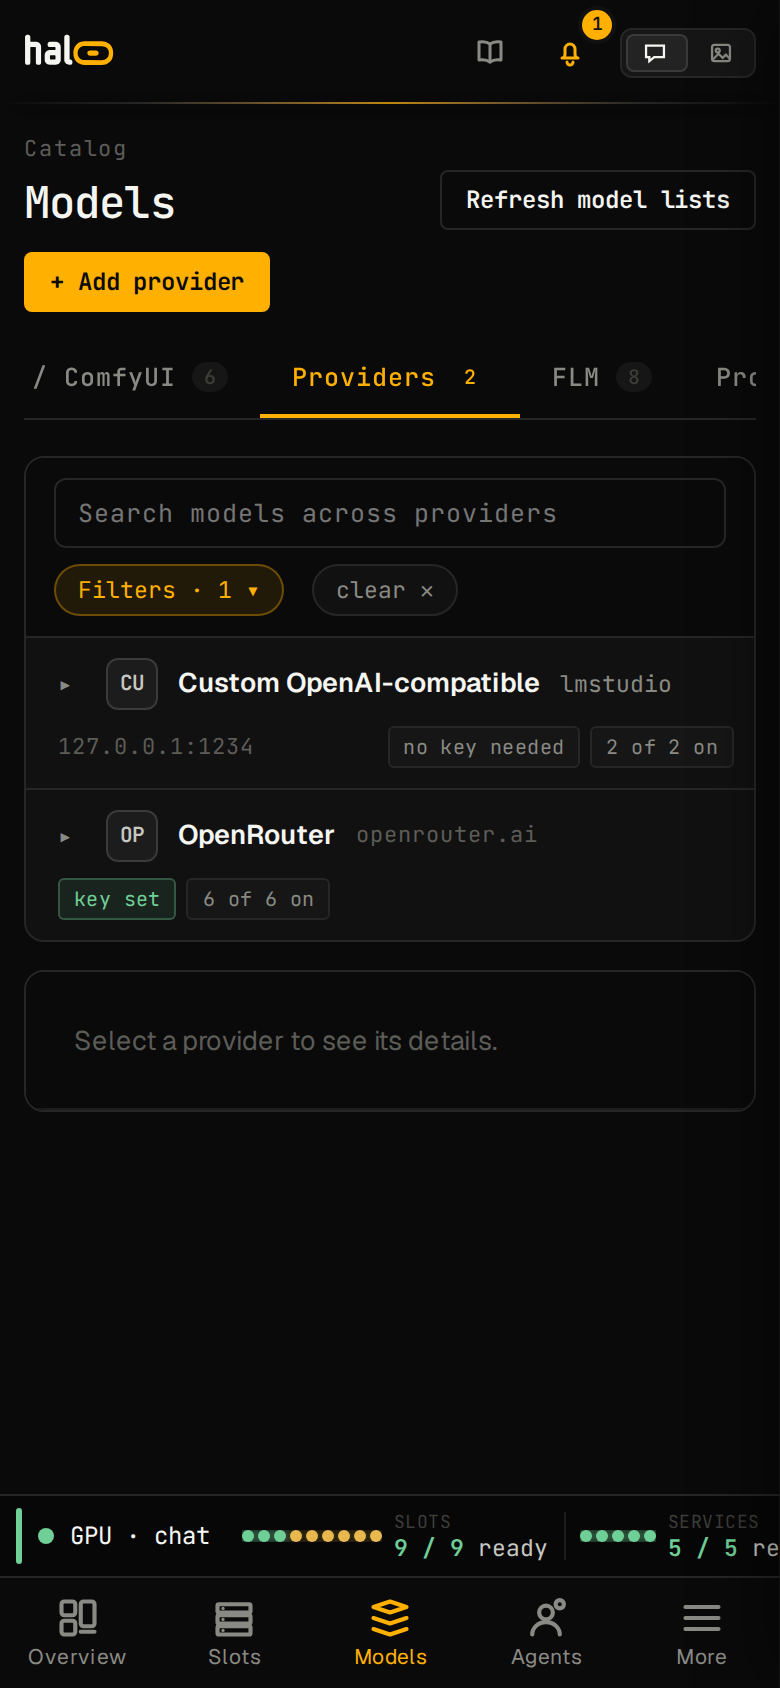 halo
1
Catalog
Models
Refresh model lists
+ Add provider
/ ComfyUI 6
Providers 2
FLM 8
Pro
Search models across providers
Filters · 1 ▾
clear ×
▸ CU Custom OpenAI-compatible lmstudio
127.0.0.1:1234
no key needed
2 of 2 on
▸ OP OpenRouter openrouter.ai
key set
6 of 6 on
Select a provider to see its details.
GPU · chat
SLOTS
9 / 9 ready
SERVICES
5 / 5 re
Overview
Slots
Models
Agents
More